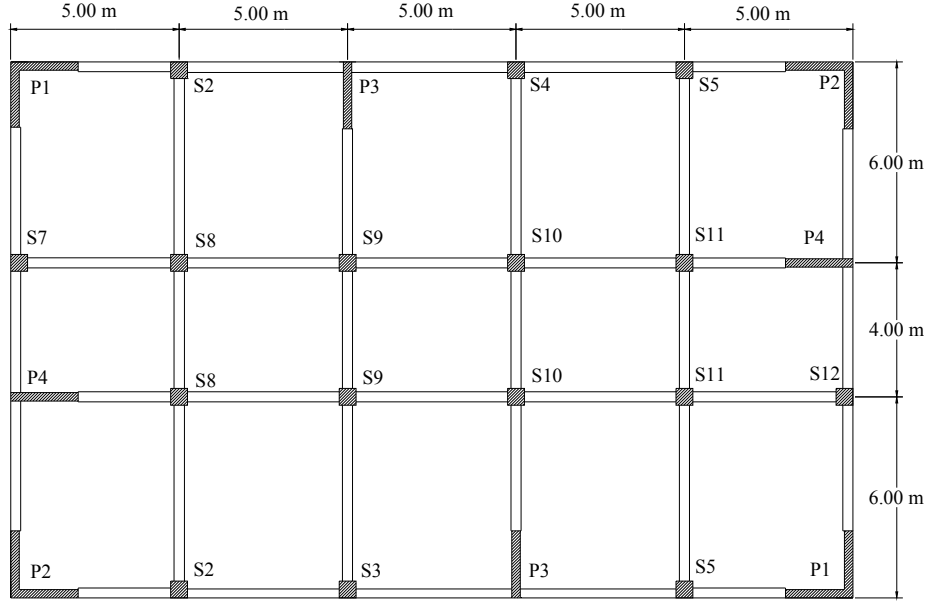 5.00 m 5.00 m 5.00 m 5.00 m 5.00 m
P1 S2 P3 S4 S5 P2
6.00 m
S7 S8 S9 S10 S11 P4
4.00 m
P4 S8 S9 S10 S11 S12
6.00 m
P2 S2 S3 P3 S5 P1